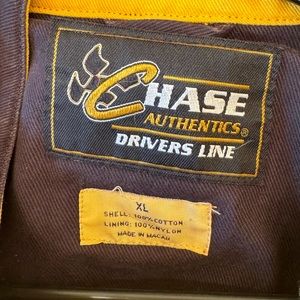 CHASE
AUTHENTICS®
DRIVERS LINE
XL
SHELL: 100% COTTON
LINING: 100% NYLON
MADE IN MACAU